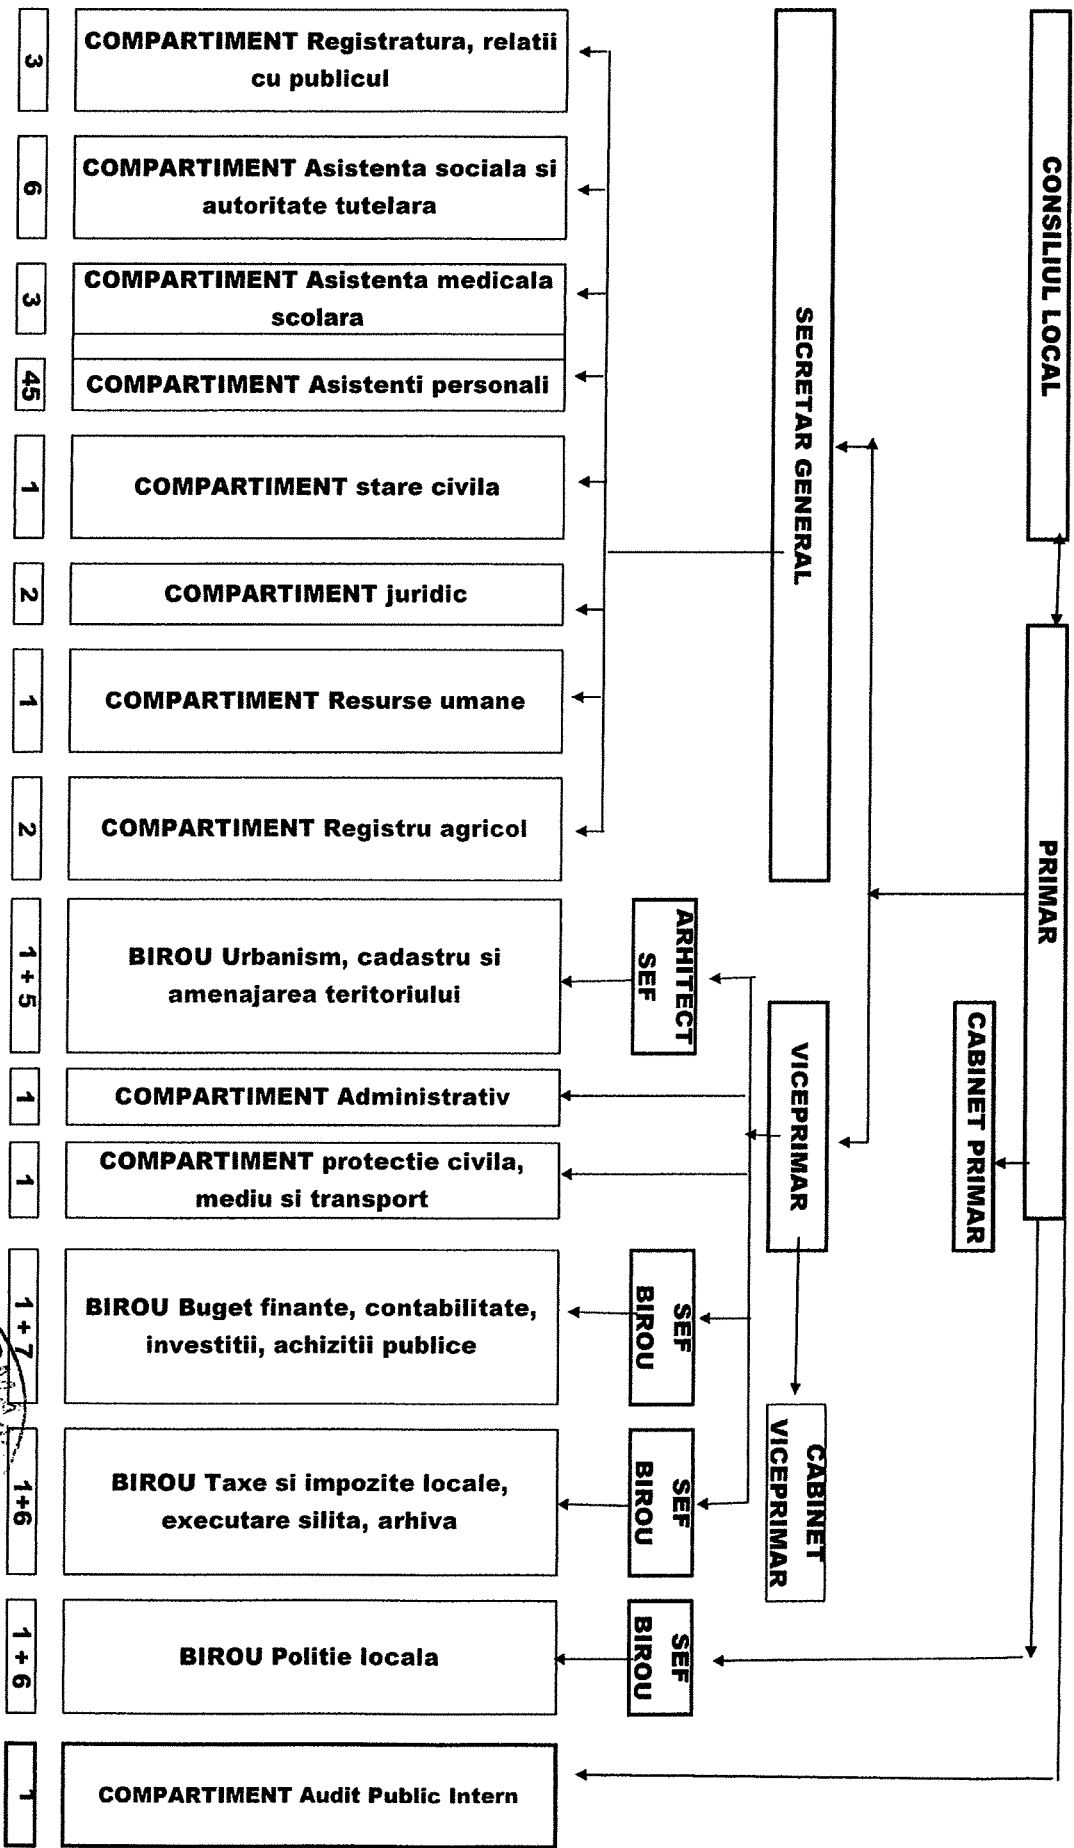 CONSILIUL LOCAL
PRIMAR
CABINET PRIMAR
SECRETAR GENERAL
VICEPRIMAR
CABINET
VICEPRIMAR
ARHITECT
SEF
SEF
BIROU
SEF
BIROU
SEF
BIROU
COMPARTIMENT Registratura, relatii
cu publicul
3
COMPARTIMENT Asistenta sociala si
autoritate tutelara
6
COMPARTIMENT Asistenta medicala
scolara
3
COMPARTIMENT Asistenti personali
45
COMPARTIMENT stare civila
1
COMPARTIMENT juridic
2
COMPARTIMENT Resurse umane
1
COMPARTIMENT Registru agricol
2
BIROU Urbanism, cadastru si
amenajarea teritoriului
1 + 5
COMPARTIMENT Administrativ
1
COMPARTIMENT protectie civila,
mediu si transport
1
BIROU Buget finante, contabilitate,
investitii, achizitii publice
1 + 7
BIROU Taxe si impozite locale,
executare silita, arhiva
1+6
BIROU Politie locala
1 + 6
COMPARTIMENT Audit Public Intern
1